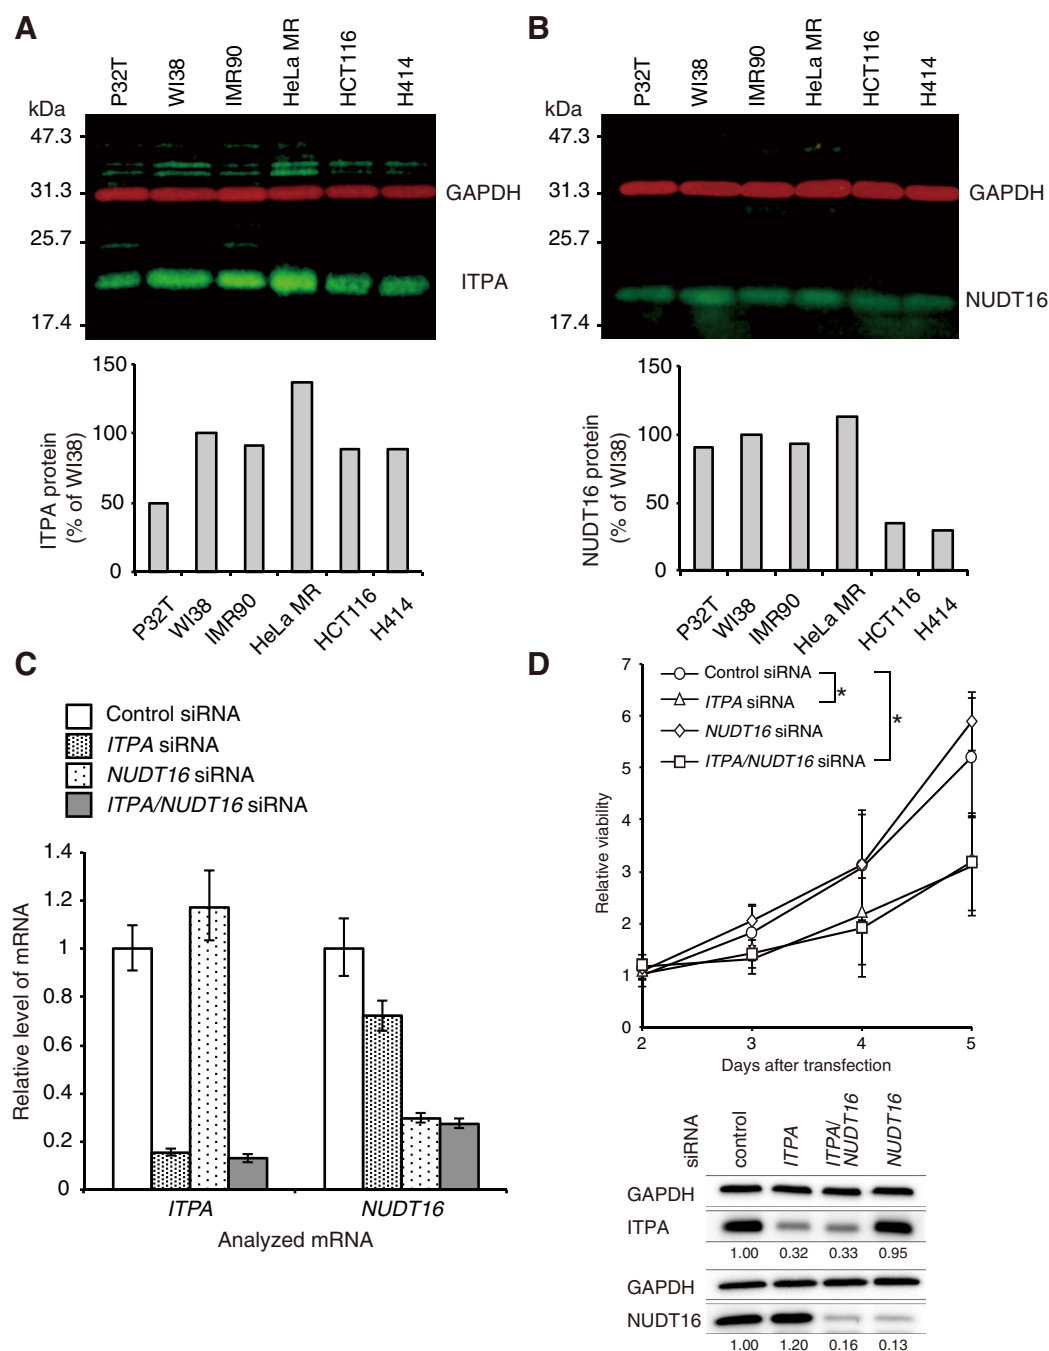 A
P32T
WI38
IMR90
HeLa MR
HCT116
H414
kDa
47.3
31.3
25.7
17.4
GAPDH
ITPA
150
100
50
0
ITPA protein
(% of WI38)
P32T
WI38
IMR90
HeLa MR
HCT116
H414
B
P32T
WI38
IMR90
HeLa MR
HCT116
H414
kDa
47.3
31.3
25.7
17.4
GAPDH
NUDT16
150
100
50
0
NUDT16 protein
(% of WI38)
P32T
WI38
IMR90
HeLa MR
HCT116
H414
C
Control siRNA
ITPA siRNA
NUDT16 siRNA
ITPA/NUDT16 siRNA
1.4
1.2
1
0.8
0.6
0.4
0.2
0
Relative level of mRNA
ITPA
NUDT16
Analyzed mRNA
D
7
6
5
4
3
2
1
0
Relative viability
Control siRNA
ITPA siRNA
NUDT16 siRNA
ITPA/NUDT16 siRNA
*
*
2
3
4
5
Days after transfection
siRNA
control
ITPA
ITPA/
NUDT16
NUDT16
GAPDH
ITPA
1.00 0.32 0.33 0.95
GAPDH
NUDT16
1.00 1.20 0.16 0.13